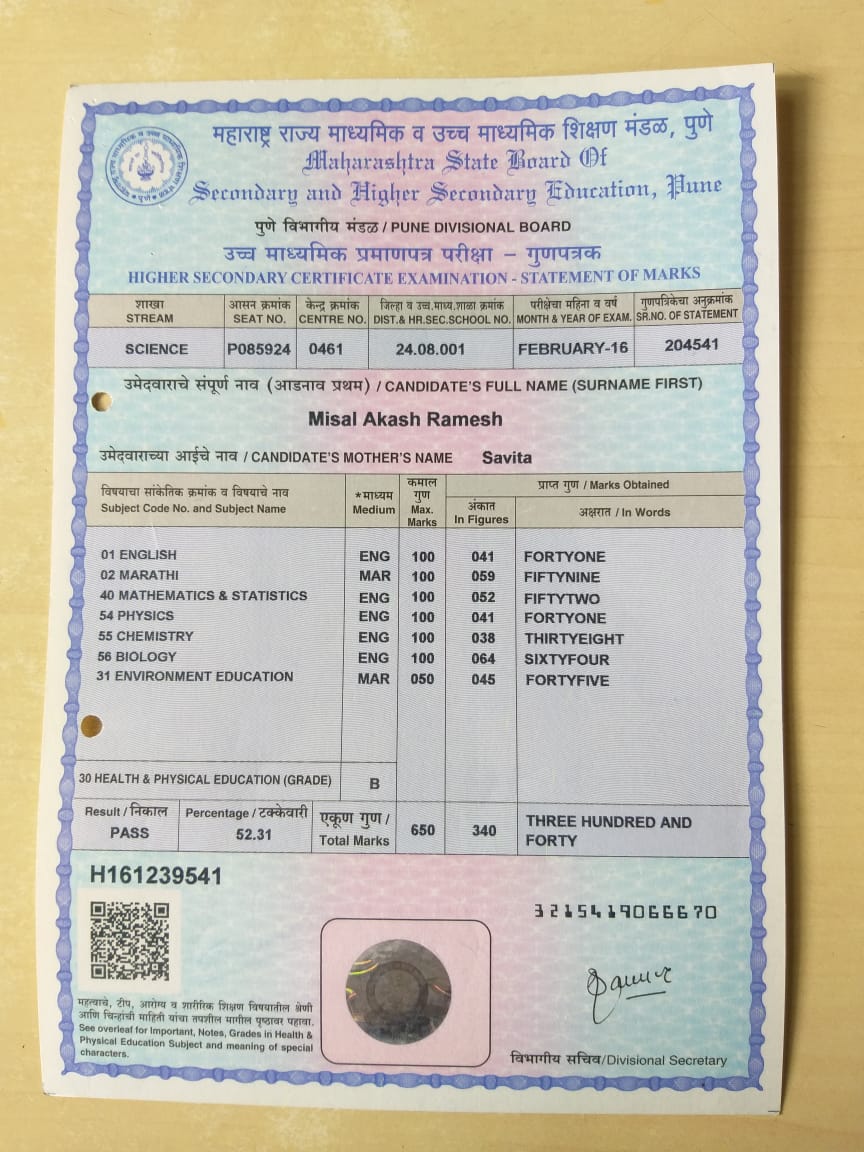 महाराष्ट्र राज्य माध्यमिक व उच्च माध्यमिक शिक्षण मंडळ, पुणे
Maharashtra State Board Of
Secondary and Higher Secondary Education, Pune
पुणे विभागीय मंडळ / PUNE DIVISIONAL BOARD
उच्च माध्यमिक प्रमाणपत्र परीक्षा – गुणपत्रक
HIGHER SECONDARY CERTIFICATE EXAMINATION - STATEMENT OF MARKS
शाखा आसन क्रमांक केन्द्र क्रमांक जिल्हा व उच्च.माध्य.शाळा क्रमांक परीक्षेचा महिना व वर्ष गुणपत्रिकेचा अनुक्रमांक
STREAM SEAT NO. CENTRE NO. DIST.& HR.SEC.SCHOOL NO. MONTH & YEAR OF EXAM. SR.NO. OF STATEMENT
SCIENCE P085924 0461 24.08.001 FEBRUARY-16 204541
उमेदवाराचे संपूर्ण नाव (आडनाव प्रथम) / CANDIDATE'S FULL NAME (SURNAME FIRST)
Misal Akash Ramesh
उमेदवाराच्या आईचे नाव / CANDIDATE'S MOTHER'S NAME Savita
विषयाचा सांकेतिक क्रमांक व विषयाचे नाव
Subject Code No. and Subject Name
*माध्यम
Medium
कमाल
गुण
Max.
Marks
प्राप्त गुण / Marks Obtained
अंकात
In Figures
अक्षरात / In Words
01 ENGLISH ENG 100 041 FORTYONE
02 MARATHI MAR 100 059 FIFTYNINE
40 MATHEMATICS & STATISTICS ENG 100 052 FIFTYTWO
54 PHYSICS ENG 100 041 FORTYONE
55 CHEMISTRY ENG 100 038 THIRTYEIGHT
56 BIOLOGY ENG 100 064 SIXTYFOUR
31 ENVIRONMENT EDUCATION MAR 050 045 FORTYFIVE
30 HEALTH & PHYSICAL EDUCATION (GRADE) B
Result / निकाल
PASS
Percentage / टक्केवारी
52.31
एकूण गुण /
Total Marks
650 340 THREE HUNDRED AND
FORTY
H161239541
3215419066670
महत्वाचे, टीप, आरोग्य व शारीरिक शिक्षण विषयातील श्रेणी
आणि चिन्हांची माहिती यांचा तपशील मागील पृष्ठावर पहावा.
See overleaf for Important, Notes, Grades in Health &
Physical Education Subject and meaning of special
characters.
विभागीय सचिव/Divisional Secretary